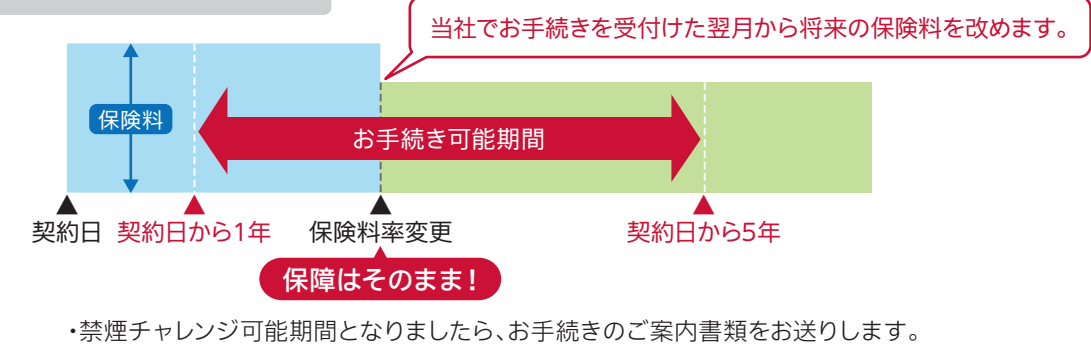 当社でお手続きを受付けた翌月から将来の保険料を改めます。
保険料
お手続き可能期間
契約日 契約日から1年 保険料率変更 契約日から5年
保障はそのまま!
・禁煙チャレンジ可能期間となりましたら、お手続きのご案内書類をお送りします。